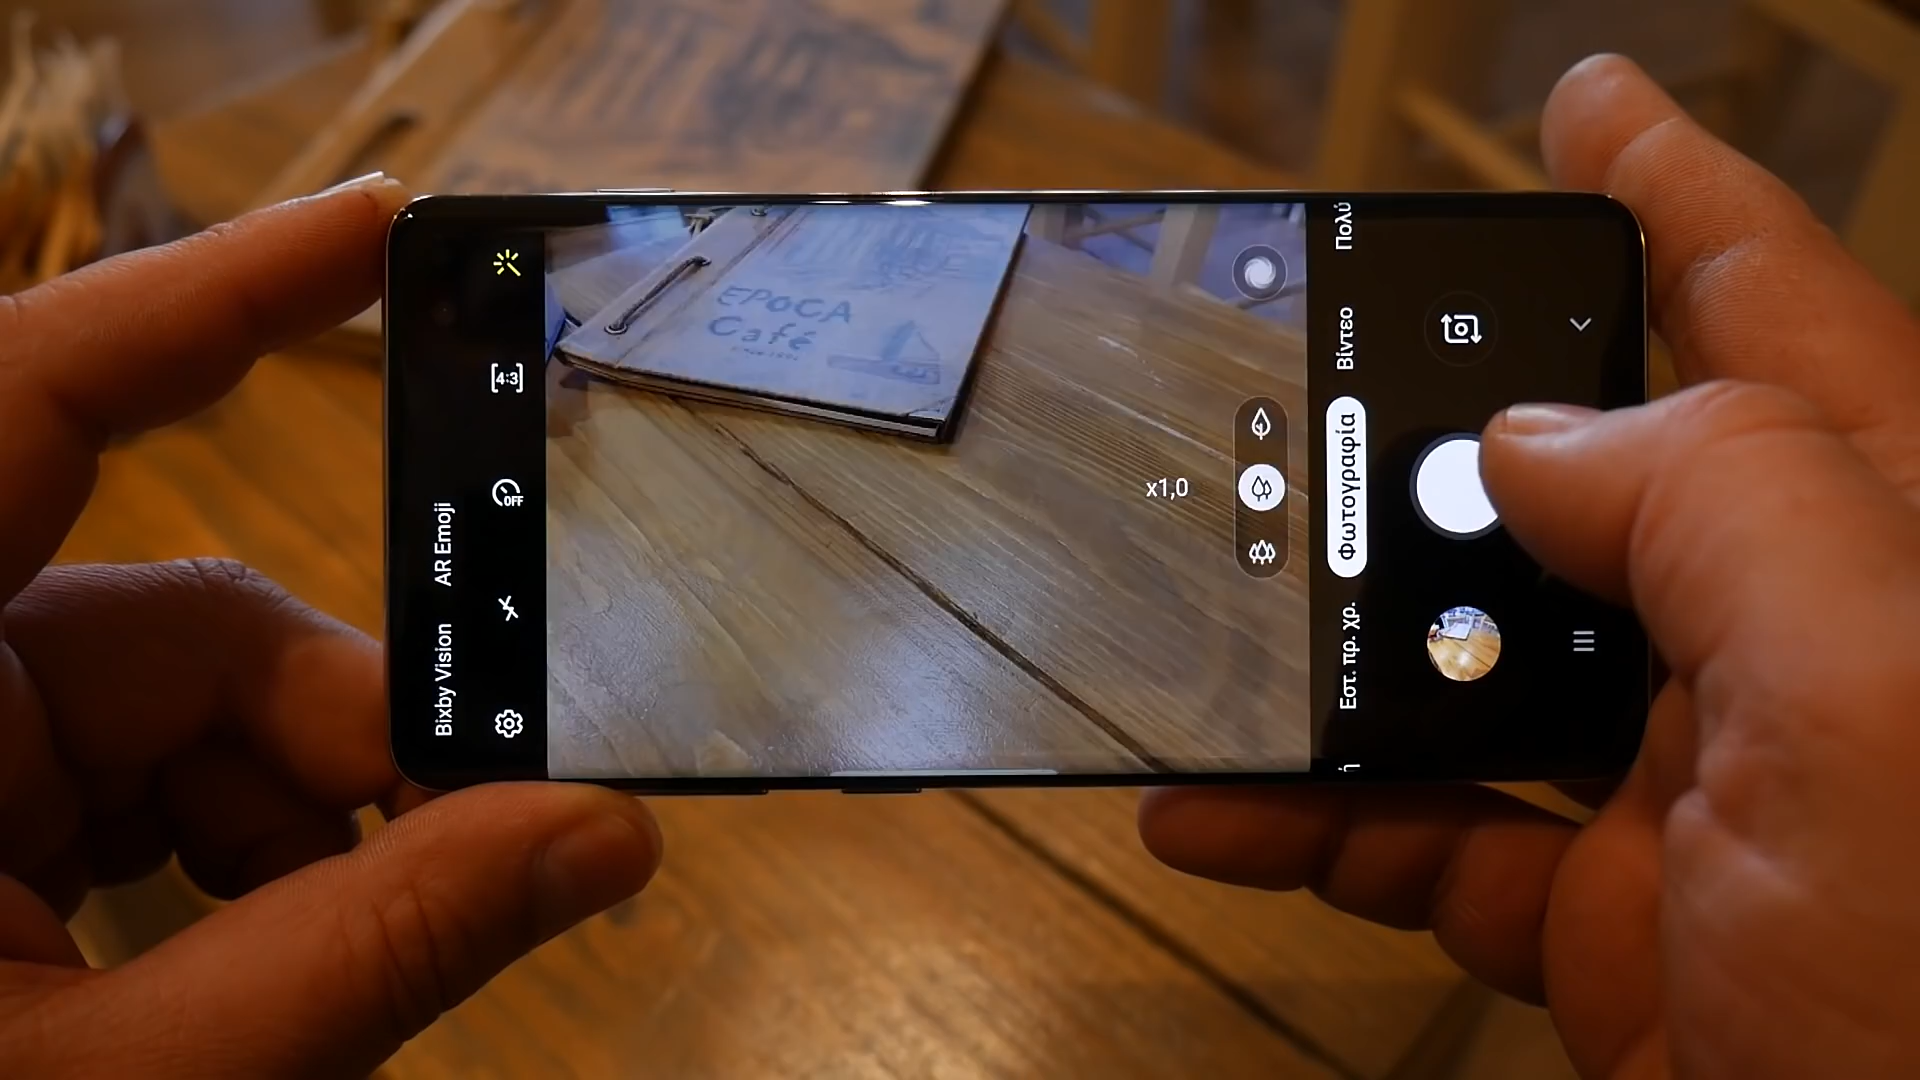 Bixby Vision
AR Emoji
4:3
OFF
EPOCA
Café
x1,0
Πολύ
Βίντεο
Φωτογραφία
Εστ. πρ. χρ.
ή